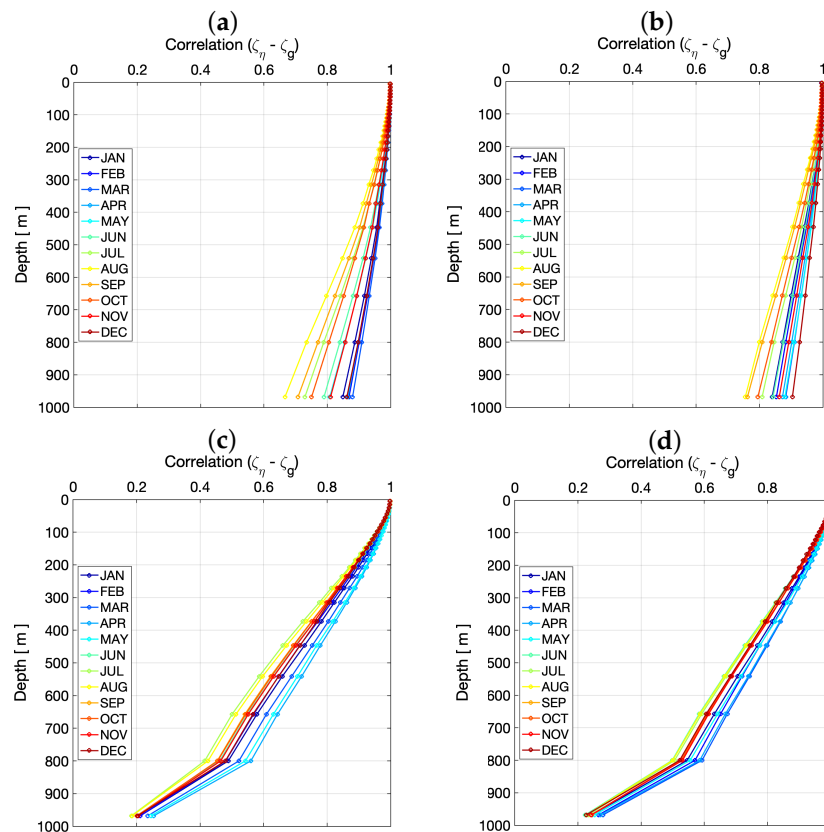 (a)
Correlation (ζη - ζg)
0 0.2 0.4 0.6 0.8 1
0
100
200
300
400
500
600
700
800
900
1000
Depth [ m ]
JAN
FEB
MAR
APR
MAY
JUN
JUL
AUG
SEP
OCT
NOV
DEC
(b)
Correlation (ζη - ζg)
0 0.2 0.4 0.6 0.8 1
0
100
200
300
400
500
600
700
800
900
1000
Depth [ m ]
JAN
FEB
MAR
APR
MAY
JUN
JUL
AUG
SEP
OCT
NOV
DEC
(c)
Correlation (ζη - ζg)
0 0.2 0.4 0.6 0.8 1
0
100
200
300
400
500
600
700
800
900
1000
Depth [ m ]
JAN
FEB
MAR
APR
MAY
JUN
JUL
AUG
SEP
OCT
NOV
DEC
(d)
Correlation (ζη - ζg)
0 0.2 0.4 0.6 0.8
0
100
200
300
400
500
600
700
800
900
1000
Depth [ m ]
JAN
FEB
MAR
APR
MAY
JUN
JUL
AUG
SEP
OCT
NOV
DEC